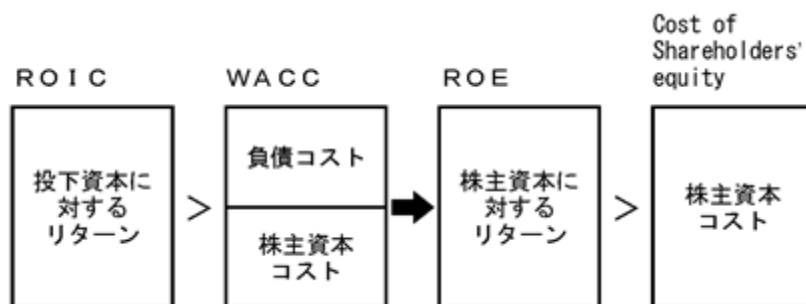 ROIC
WACC
ROE
Cost of
Shareholders'
equity
投下資本に
対する
リターン
>
負債コスト
株主資本
コスト
株主資本に
対する
リターン
>
株主資本
コスト